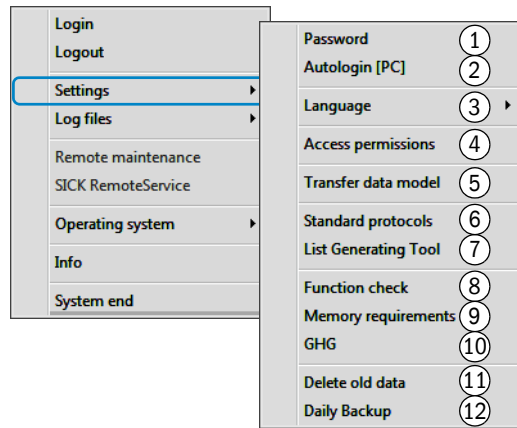 Login
Logout
Settings
Log files
Remote maintenance
SICK RemoteService
Operating system
Info
System end
Password 1
Autologin [PC] 2
Language 3
Access permissions 4
Transfer data model 5
Standard protocols 6
List Generating Tool 7
Function check 8
Memory requirements 9
GHG 10
Delete old data 11
Daily Backup 12